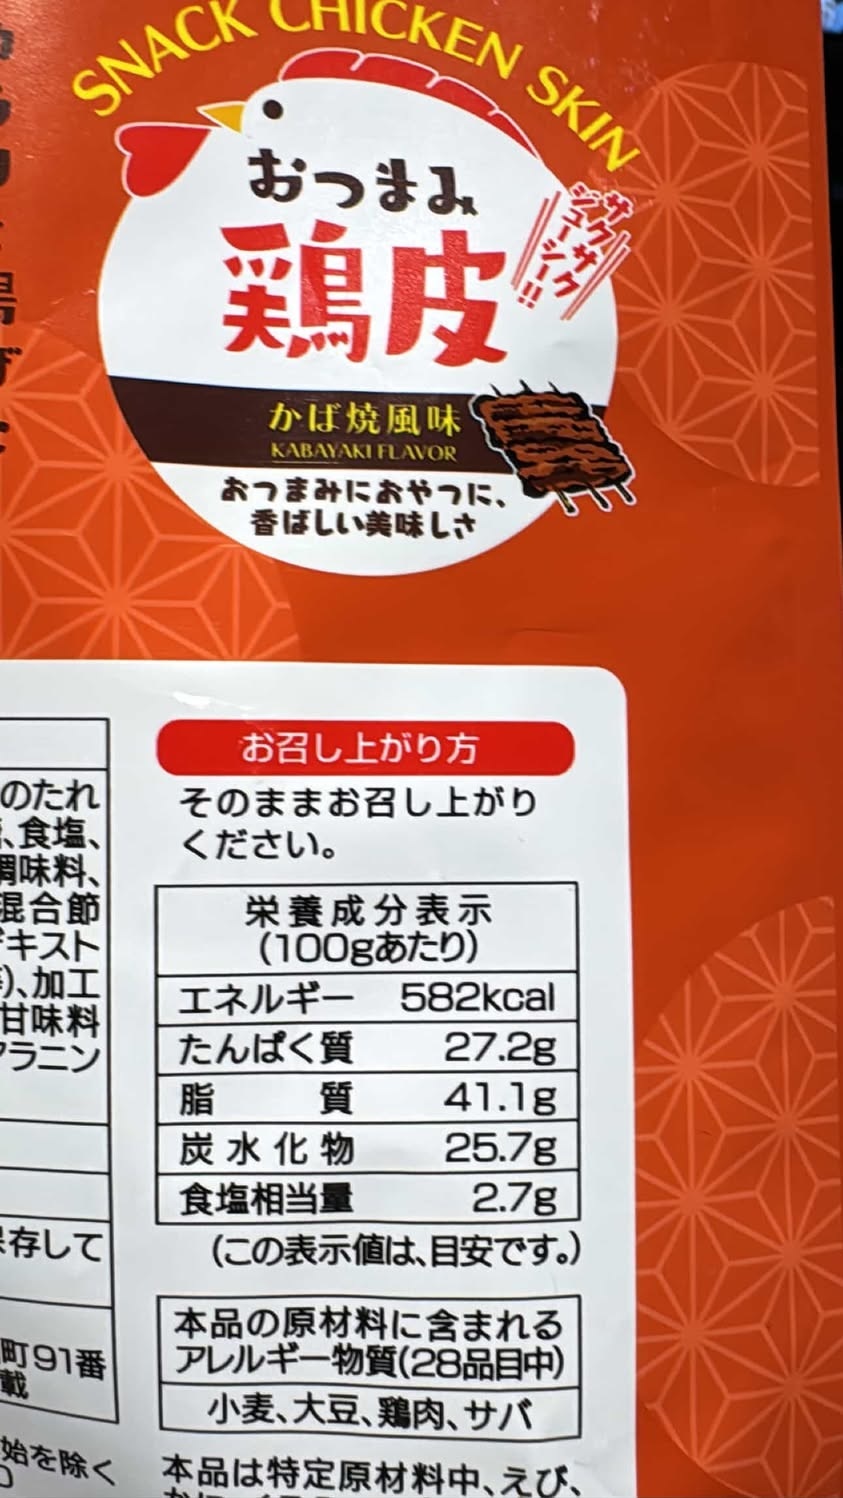 SNACK CHICKEN SKIN
おつまみ
鶏皮
サクサク
ジューシー!!
かば焼風味
KABAYAKI FLAVOR
おつまみにおやつに、
香ばしい美味しさ
のたれ
、食塩、
調味料、
混合節
キスト
)、加工
甘味料
アラニン
保存して
町91番
載
始を除く
お召し上がり方
そのままお召し上がり
ください。
栄養成分表示
(100gあたり)
エネルギー 582kcal
たんぱく質 27.2g
脂質 41.1g
炭水化物 25.7g
食塩相当量 2.7g
(この表示値は、目安です。)
本品の原材料に含まれる
アレルギー物質(28品目中)
小麦、大豆、鶏肉、サバ
本品は特定原材料中、えび、